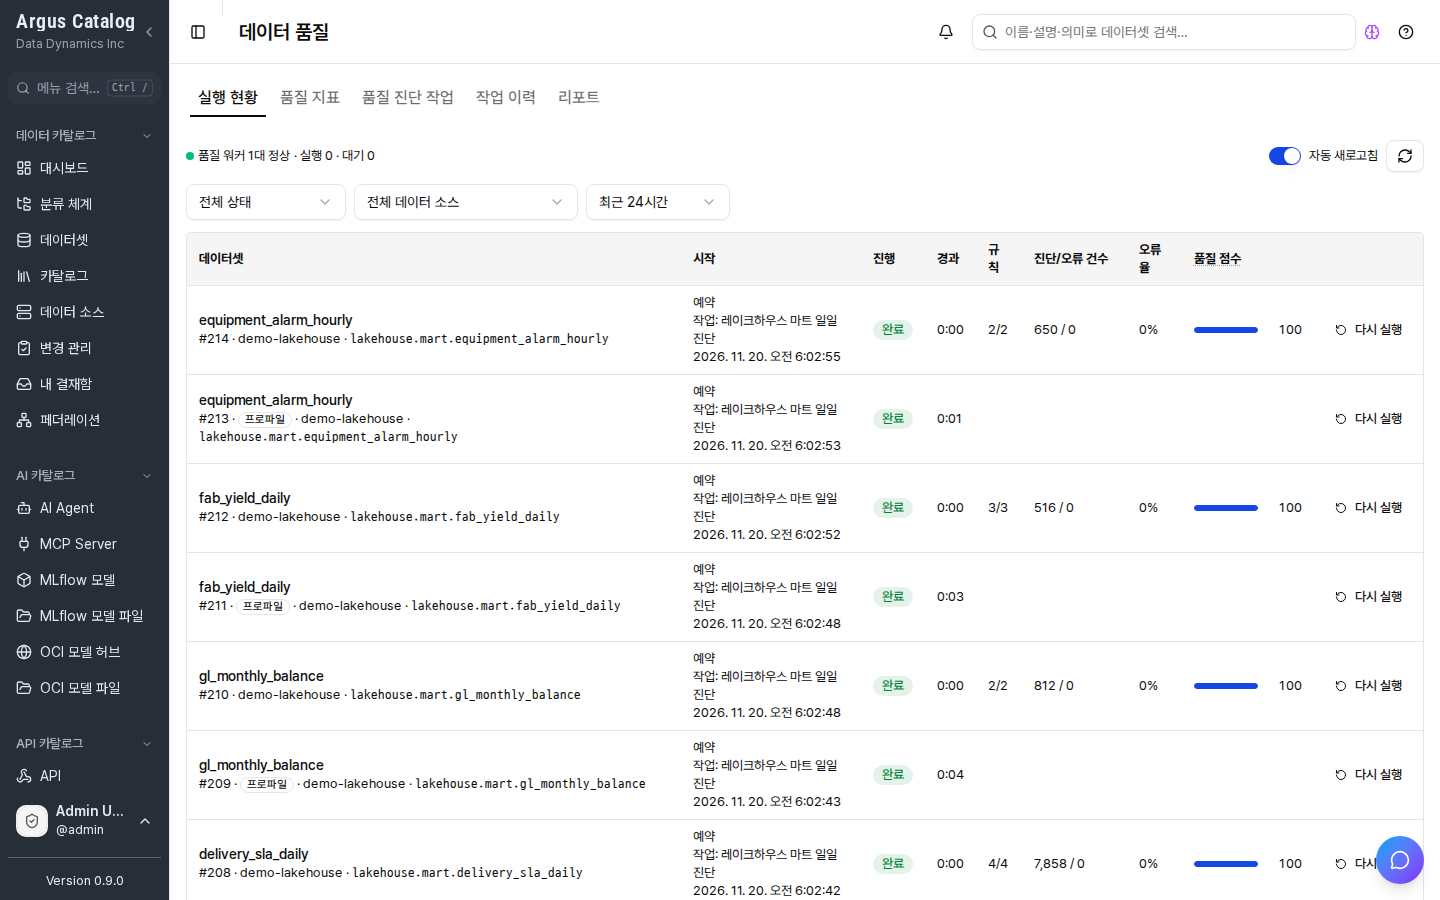 Argus Catalog
Data Dynamics Inc
메뉴 검색... Ctrl /
데이터 카탈로그
대시보드
분류 체계
데이터셋
카탈로그
데이터 소스
변경 관리
내 결재함
페더레이션
AI 카탈로그
AI Agent
MCP Server
MLflow 모델
MLflow 모델 파일
OCI 모델 허브
OCI 모델 파일
API 카탈로그
API
Admin U...
@admin
Version 0.9.0
데이터 품질
이름·설명·의미로 데이터셋 검색...
실행 현황 품질 지표 품질 진단 작업 작업 이력 리포트
품질 워커 1대 정상 · 실행 0 · 대기 0
자동 새로고침
전체 상태 전체 데이터 소스 최근 24시간
데이터셋 시작 진행 경과 규칙 진단/오류 건수 오류율 품질 점수
equipment_alarm_hourly
#214 · demo-lakehouse · lakehouse.mart.equipment_alarm_hourly
예약
작업: 레이크하우스 마트 일일
진단
2026. 11. 20. 오전 6:02:55
완료 0:00 2/2 650 / 0 0% 100 다시 실행
equipment_alarm_hourly
#213 · 프로파일 · demo-lakehouse ·
lakehouse.mart.equipment_alarm_hourly
예약
작업: 레이크하우스 마트 일일
진단
2026. 11. 20. 오전 6:02:53
완료 0:01 다시 실행
fab_yield_daily
#212 · demo-lakehouse · lakehouse.mart.fab_yield_daily
예약
작업: 레이크하우스 마트 일일
진단
2026. 11. 20. 오전 6:02:52
완료 0:00 3/3 516 / 0 0% 100 다시 실행
fab_yield_daily
#211 · 프로파일 · demo-lakehouse · lakehouse.mart.fab_yield_daily
예약
작업: 레이크하우스 마트 일일
진단
2026. 11. 20. 오전 6:02:48
완료 0:03 다시 실행
gl_monthly_balance
#210 · demo-lakehouse · lakehouse.mart.gl_monthly_balance
예약
작업: 레이크하우스 마트 일일
진단
2026. 11. 20. 오전 6:02:48
완료 0:00 2/2 812 / 0 0% 100 다시 실행
gl_monthly_balance
#209 · 프로파일 · demo-lakehouse · lakehouse.mart.gl_monthly_balance
예약
작업: 레이크하우스 마트 일일
진단
2026. 11. 20. 오전 6:02:43
완료 0:04 다시 실행
delivery_sla_daily
#208 · demo-lakehouse · lakehouse.mart.delivery_sla_daily
예약
작업: 레이크하우스 마트 일일
진단
2026. 11. 20. 오전 6:02:42
완료 0:00 4/4 7,858 / 0 0% 100 다시